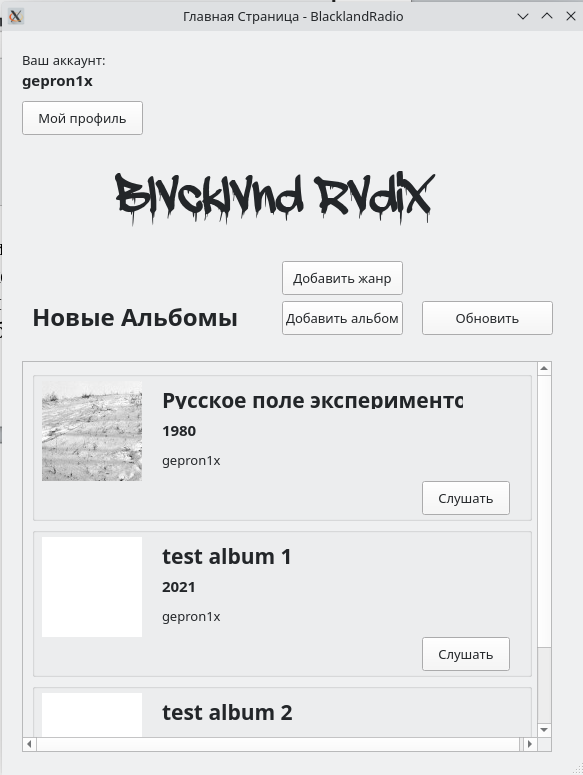 Главная Страница - BlacklandRadio
Ваш аккаунт:
gepron1x
Мой профиль
Blvcklvnd RVdiX
Добавить жанр
Новые Альбомы
Добавить альбом
Обновить
Русское поле эксперименто
1980
gepron1x
Слушать
test album 1
2021
gepron1x
Слушать
test album 2